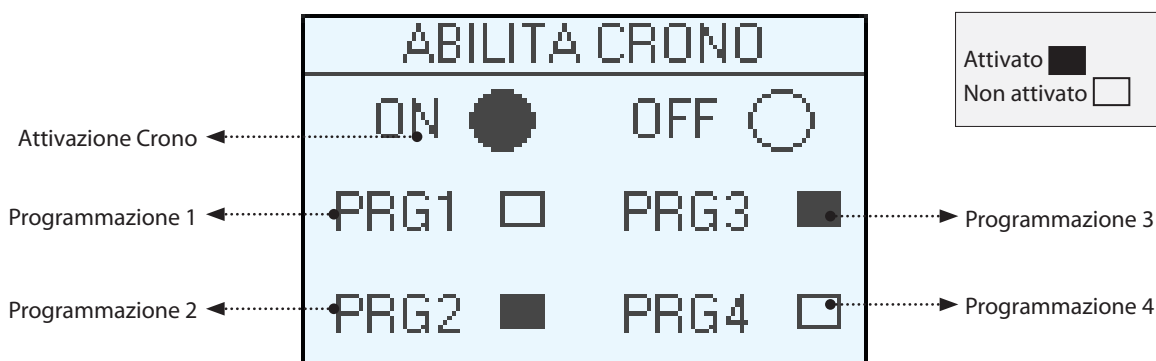 ABILITA CRONO
Attivato
Non attivato
ON OFF
Attivazione Crono
Programmazione 1
PRG1 PRG3
Programmazione 3
Programmazione 2
PRG2 PRG4
Programmazione 4